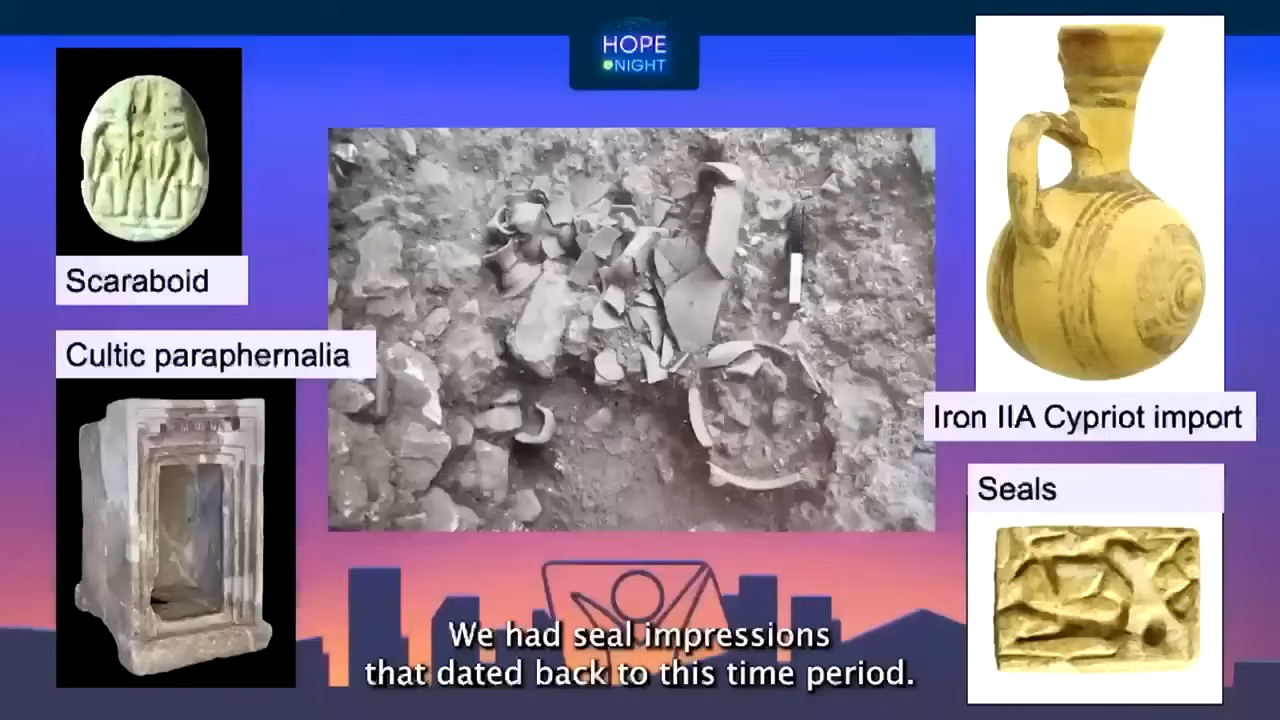 HOPE
@NIGHT
Scaraboid
Cultic paraphernalia
Iron IIA Cypriot import
Seals
We had seal impressions
that dated back to this time period.